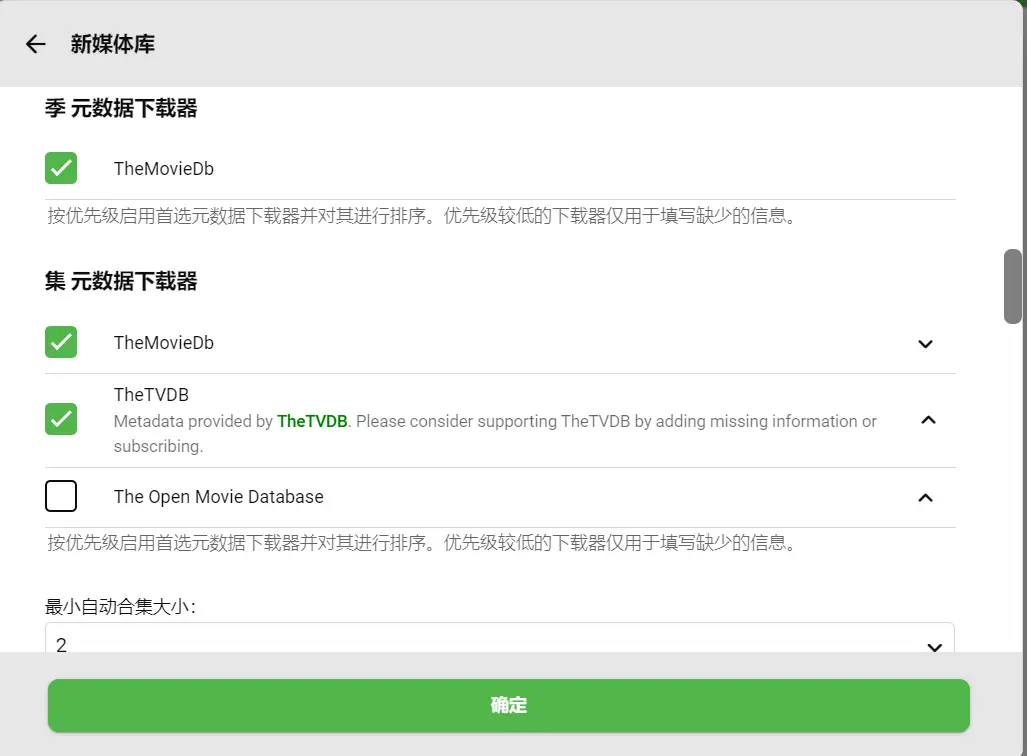 新媒体库
季 元数据下载器
TheMovieDb
按优先级启用首选元数据下载器并对其进行排序。优先级较低的下载器仅用于填写缺少的信息。
集 元数据下载器
TheMovieDb
TheTVDB
Metadata provided by TheTVDB. Please consider supporting TheTVDB by adding missing information or
subscribing.
The Open Movie Database
按优先级启用首选元数据下载器并对其进行排序。优先级较低的下载器仅用于填写缺少的信息。
最小自动合集大小:
2
确定